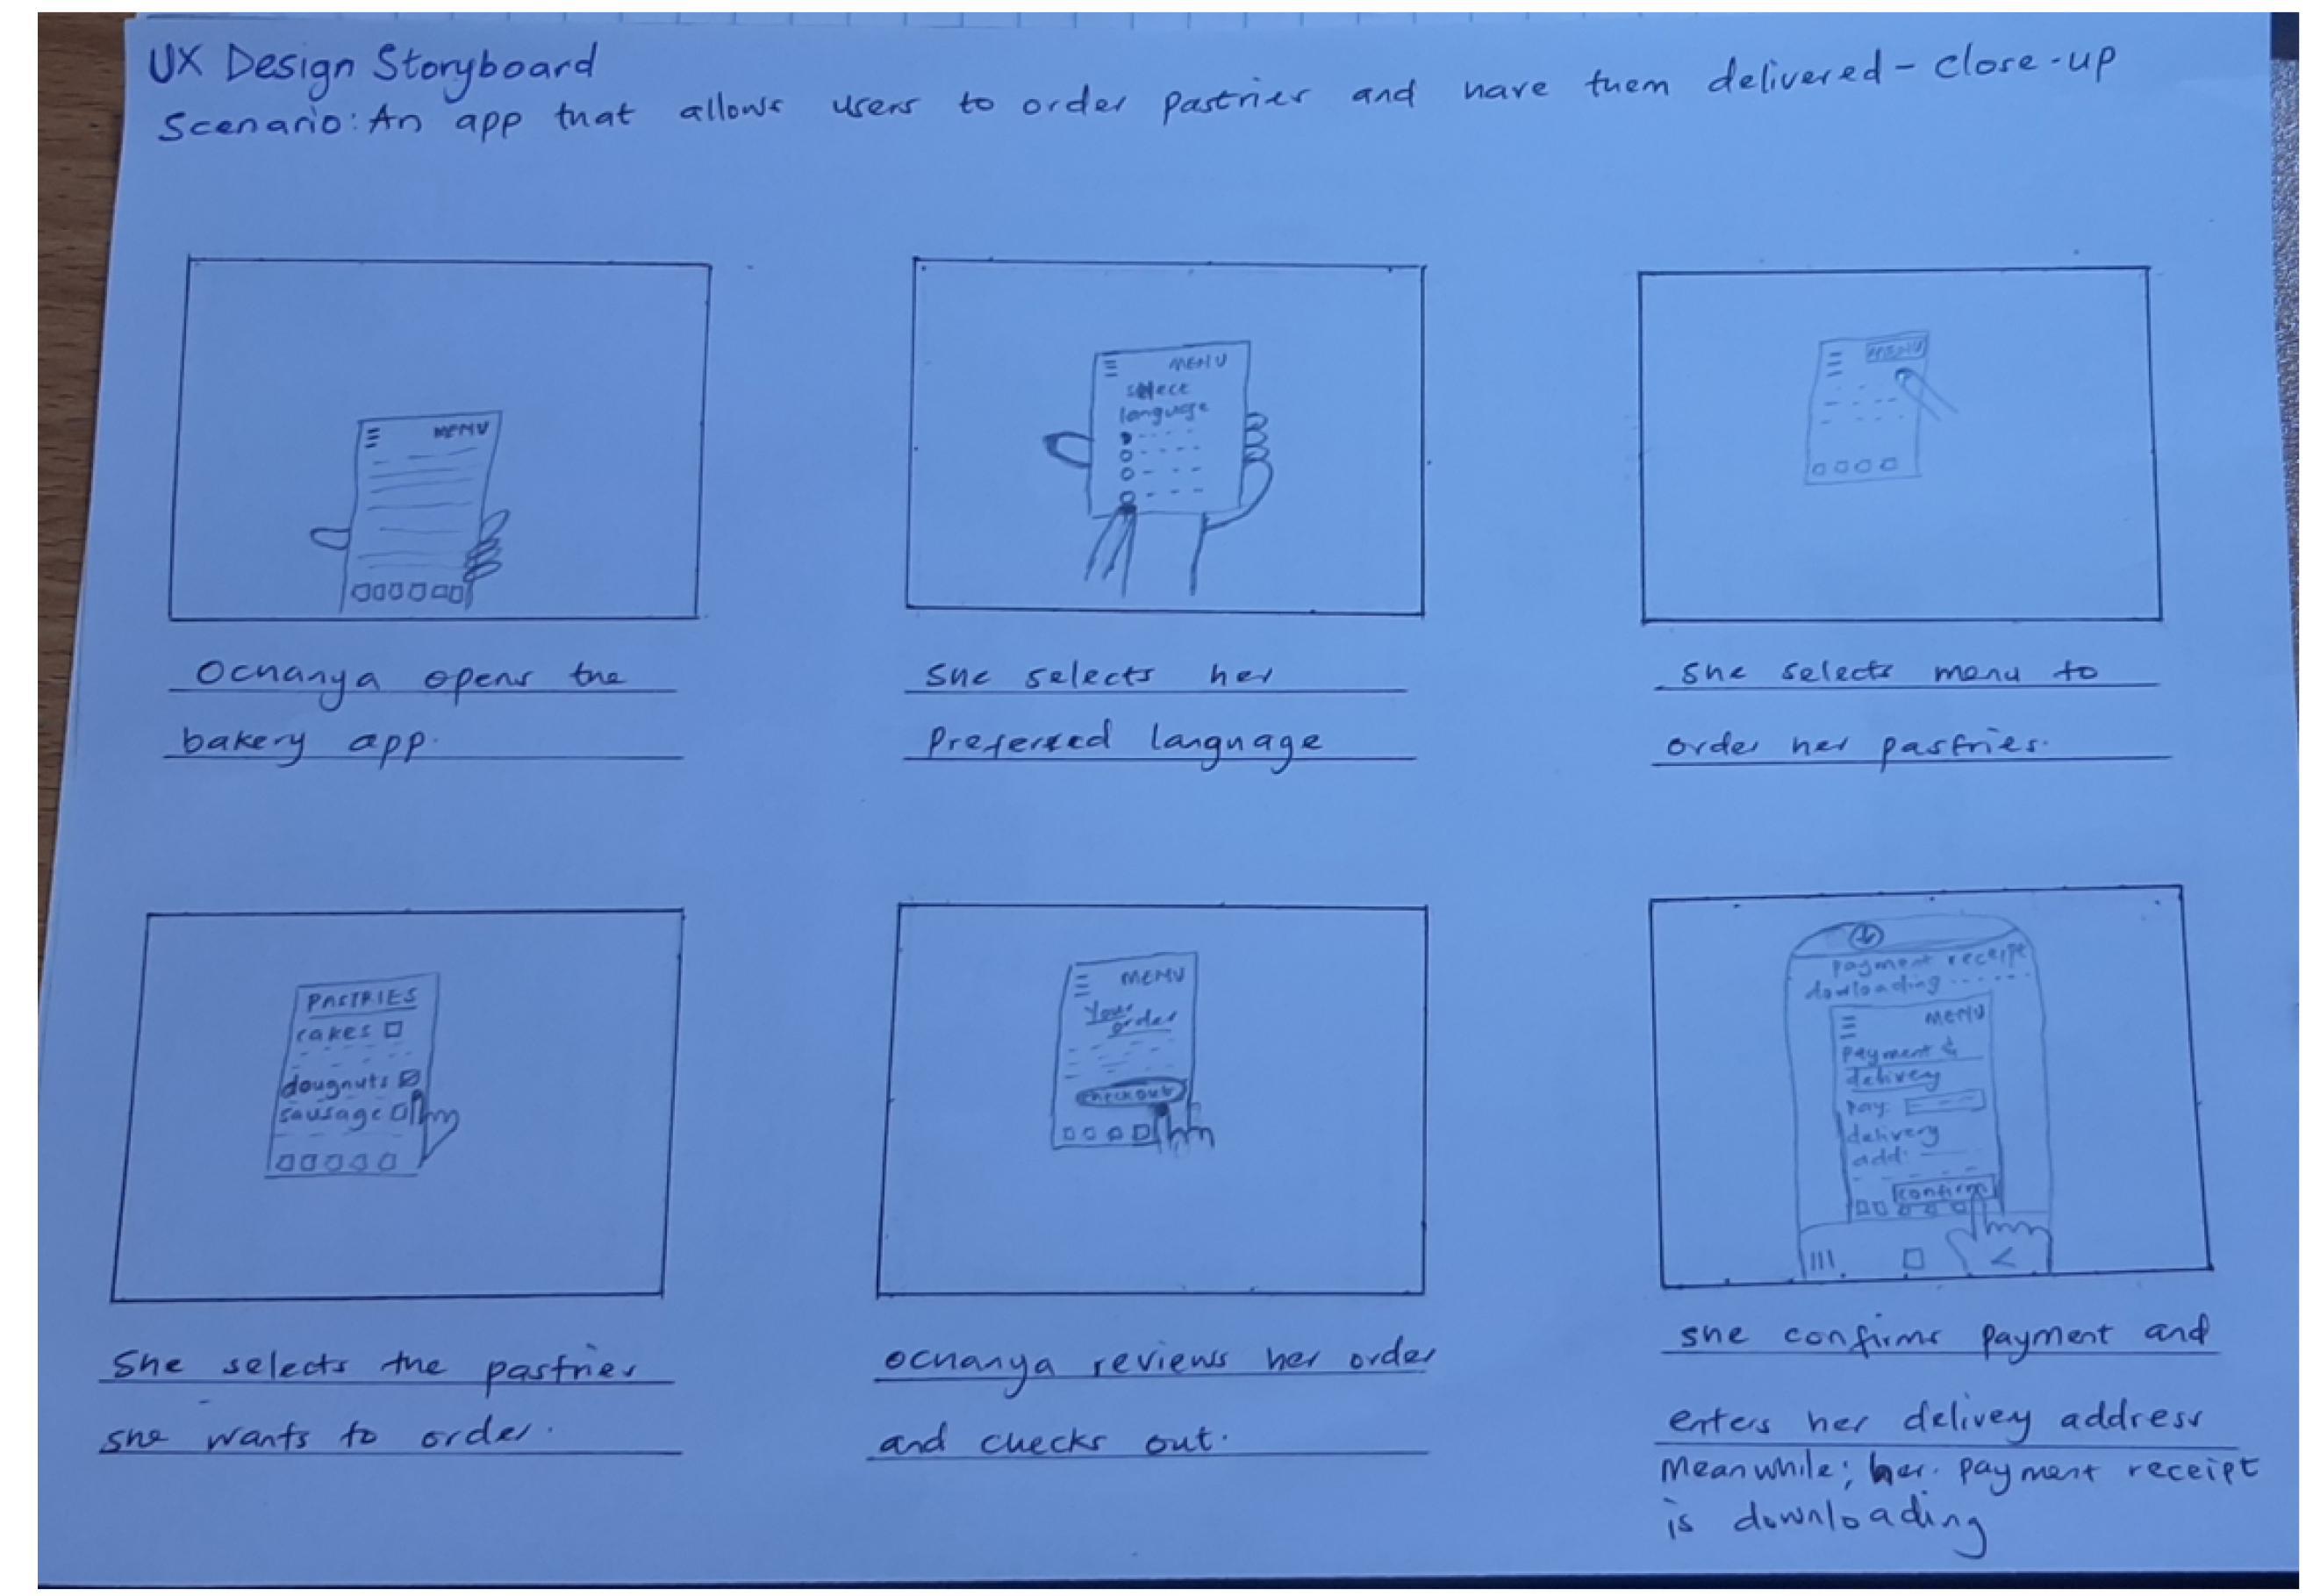 UX Design Storyboard
Scenario: An app that allows users to order pastries and have them delivered - close-up
MENU
MENU
select
language
MENU
Ochanya opens the
bakery app.
She selects her
preferred language
She selects menu to
order her pastries.
PASTRIES
cakes
doughnuts
sausage
MENU
Your
order
checkout
payment receipt
dowloading ......
MENU
payment &
delivery
pay:
delivery
add:
confirm
She selects the pastries
she wants to order.
Ochanya reviews her order
and checks out.
She confirms payment and
enters her delivey address
Meanwhile; her payment receipt
is downloading